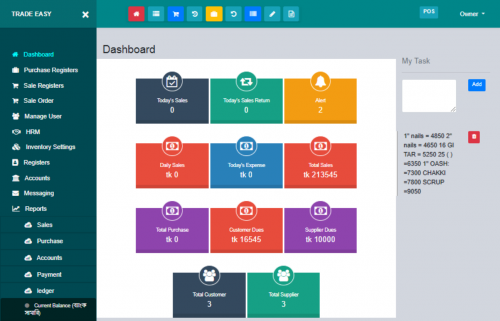 TRADE EASY
POS
Owner
Dashboard
Purchase Registers
Sale Registers
Sale Order
Manage User
HRM
Inventory Settings
Registers
Accounts
Messaging
Reports
Sales
Purchase
Accounts
Payment
ledger
Current Balance (ব্যাংক
সামারি)
Dashboard
Today's Sales
0
Today's Sales Return
0
Alert
2
Daily Sales
tk 0
Today's Expense
tk 0
Total Sales
tk 213545
Total Purchase
tk 0
Customer Dues
tk 16545
Supplier Dues
tk 10000
Total Customer
3
Total Supplier
3
My Task
Add
1" nails = 4850 2"
nails = 4650 16 GI
TAR = 5250 25 ( )
=6350 1" OASH:
=7300 CHAKKI
=7800 SCRUP
=9050